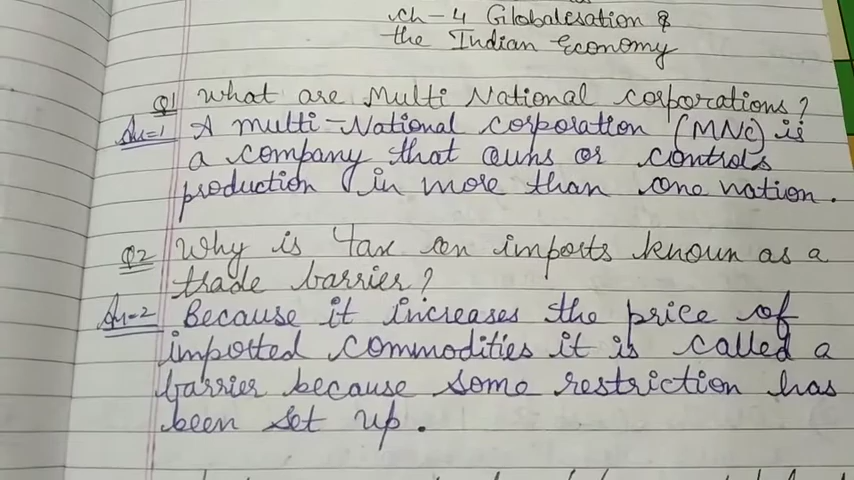 ch-4 Globalisation &
the Indian Economy
Q1 What are Multi National corporations?
Ans=1 A multi-National corporation (MNC) is
a company that owns or controls
production in more than one nation.
Q2 Why is tax on imports known as a
trade barrier?
Ans=2 Because it increases the price of
imported commodities it is called a
barrier because some restriction has
been set up.